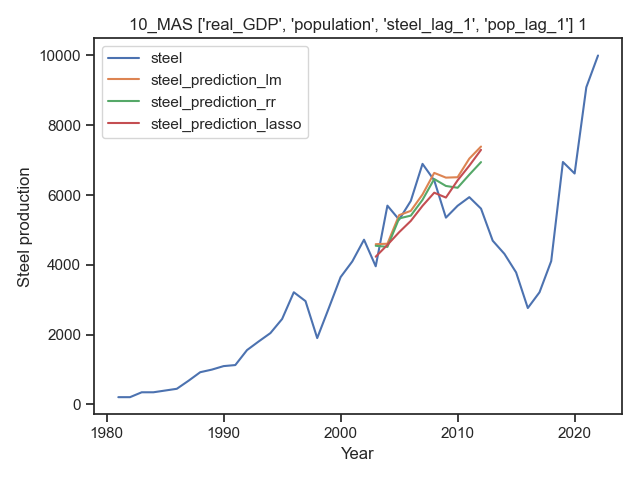 10_MAS ['real_GDP', 'population', 'steel_lag_1', 'pop_lag_1'] 1
steel
steel_prediction_lm
steel_prediction_rr
steel_prediction_lasso
Steel production
10000
8000
6000
4000
2000
0
1980
1990
2000
2010
2020
Year